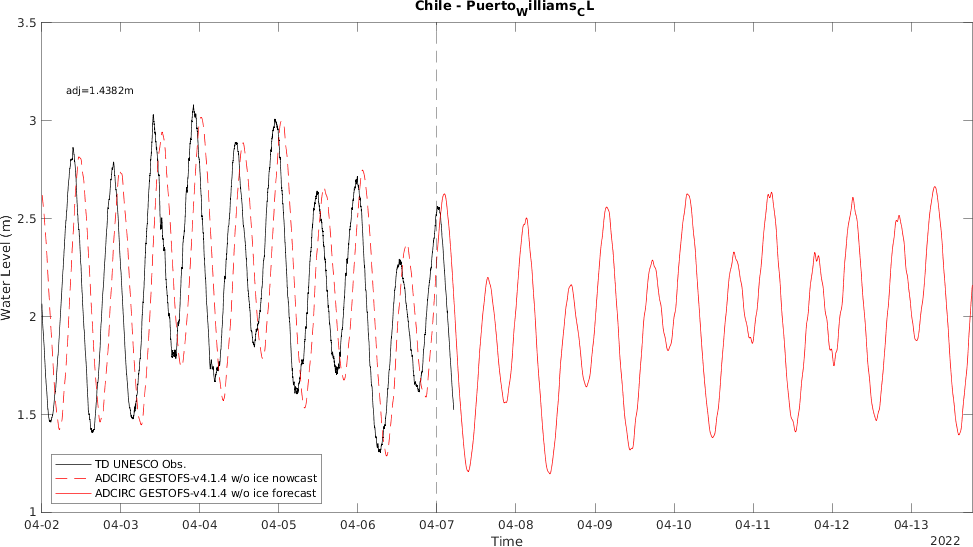 Chile - PuertoWilliamsCL
3.5
adj=1.4382m
3
2.5
Water Level (m)
2
1.5
TD UNESCO Obs.
ADCIRC GESTOFS-v4.1.4 w/o ice nowcast
ADCIRC GESTOFS-v4.1.4 w/o ice forecast
1
04-02 04-03 04-04 04-05 04-06 04-07 04-08 04-09 04-10 04-11 04-12 04-13
Time
2022